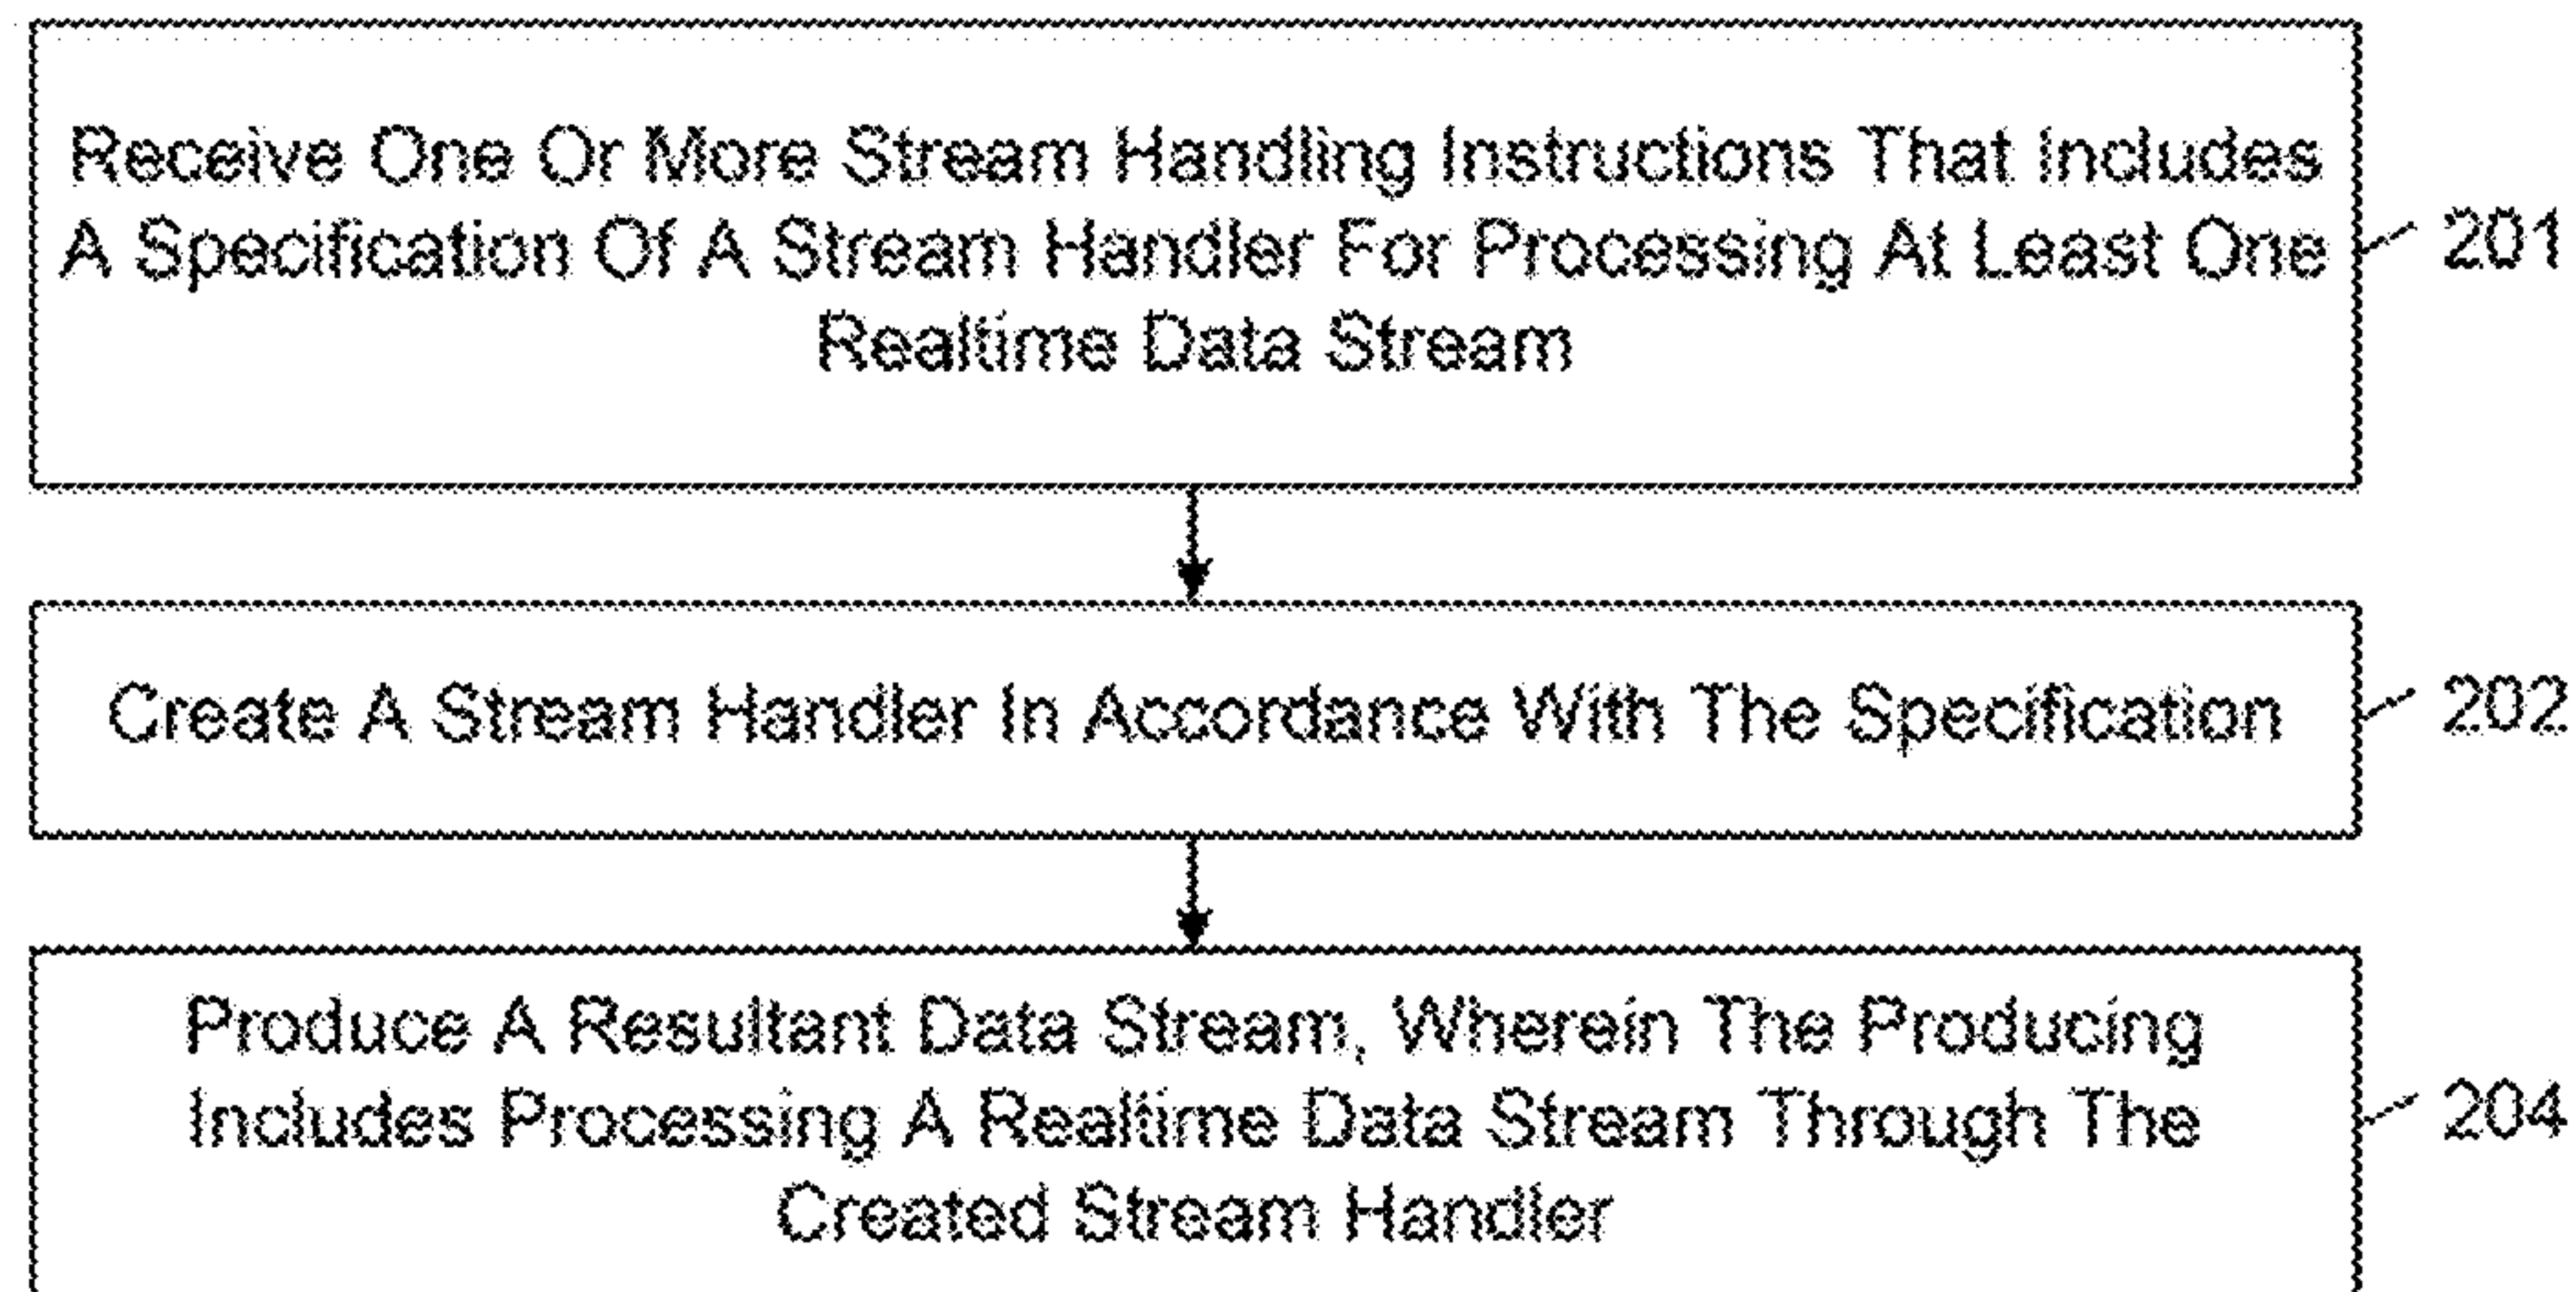 Receive One Or More Stream Handling Instructions That Includes
A Specification Of A Stream Handler For Processing At Least One
Realtime Data Stream
201
Create A Stream Handler In Accordance With The Specification
202
Produce A Resultant Data Stream, Wherein The Producing
Includes Processing A Realtime Data Stream Through The
Created Stream Handler
204